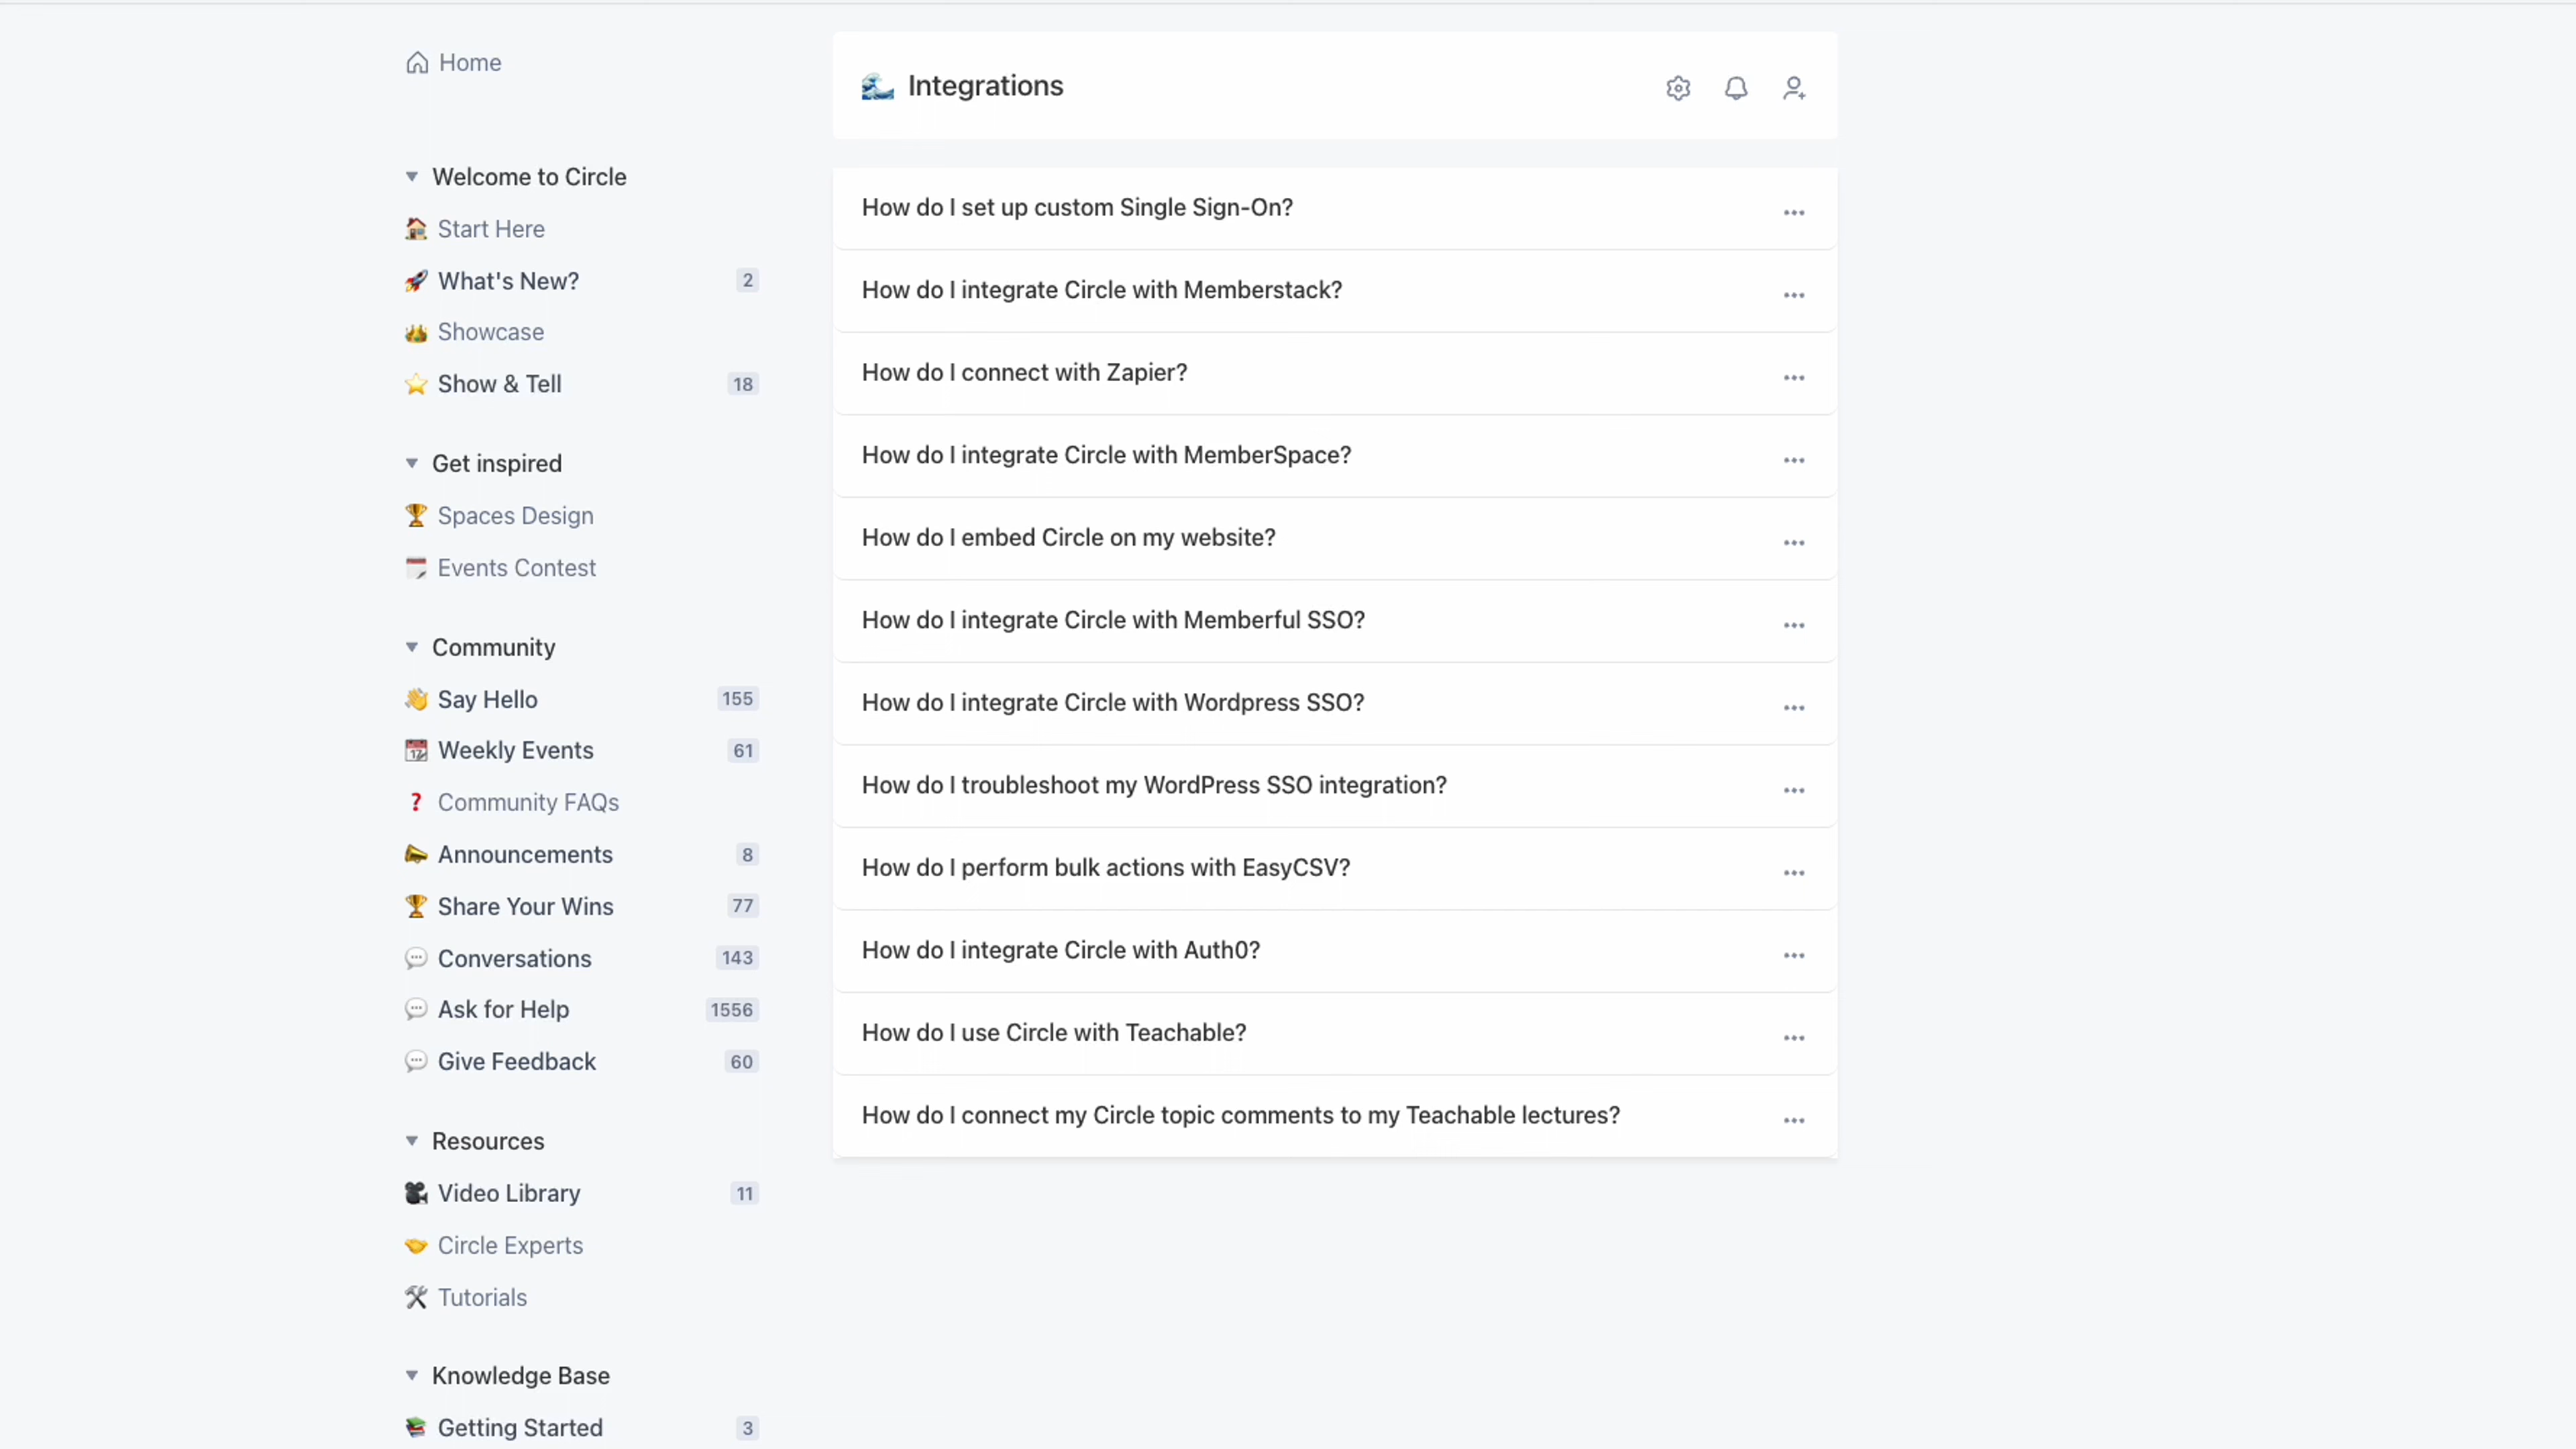 Home
Welcome to Circle
Start Here
What's New? 2
Showcase
Show & Tell 18
Get inspired
Spaces Design
Events Contest
Community
Say Hello 155
Weekly Events 61
Community FAQs
Announcements 8
Share Your Wins 77
Conversations 143
Ask for Help 1556
Give Feedback 60
Resources
Video Library 11
Circle Experts
Tutorials
Knowledge Base
Getting Started 3
Integrations
How do I set up custom Single Sign-On?
How do I integrate Circle with Memberstack?
How do I connect with Zapier?
How do I integrate Circle with MemberSpace?
How do I embed Circle on my website?
How do I integrate Circle with Memberful SSO?
How do I integrate Circle with Wordpress SSO?
How do I troubleshoot my WordPress SSO integration?
How do I perform bulk actions with EasyCSV?
How do I integrate Circle with Auth0?
How do I use Circle with Teachable?
How do I connect my Circle topic comments to my Teachable lectures?